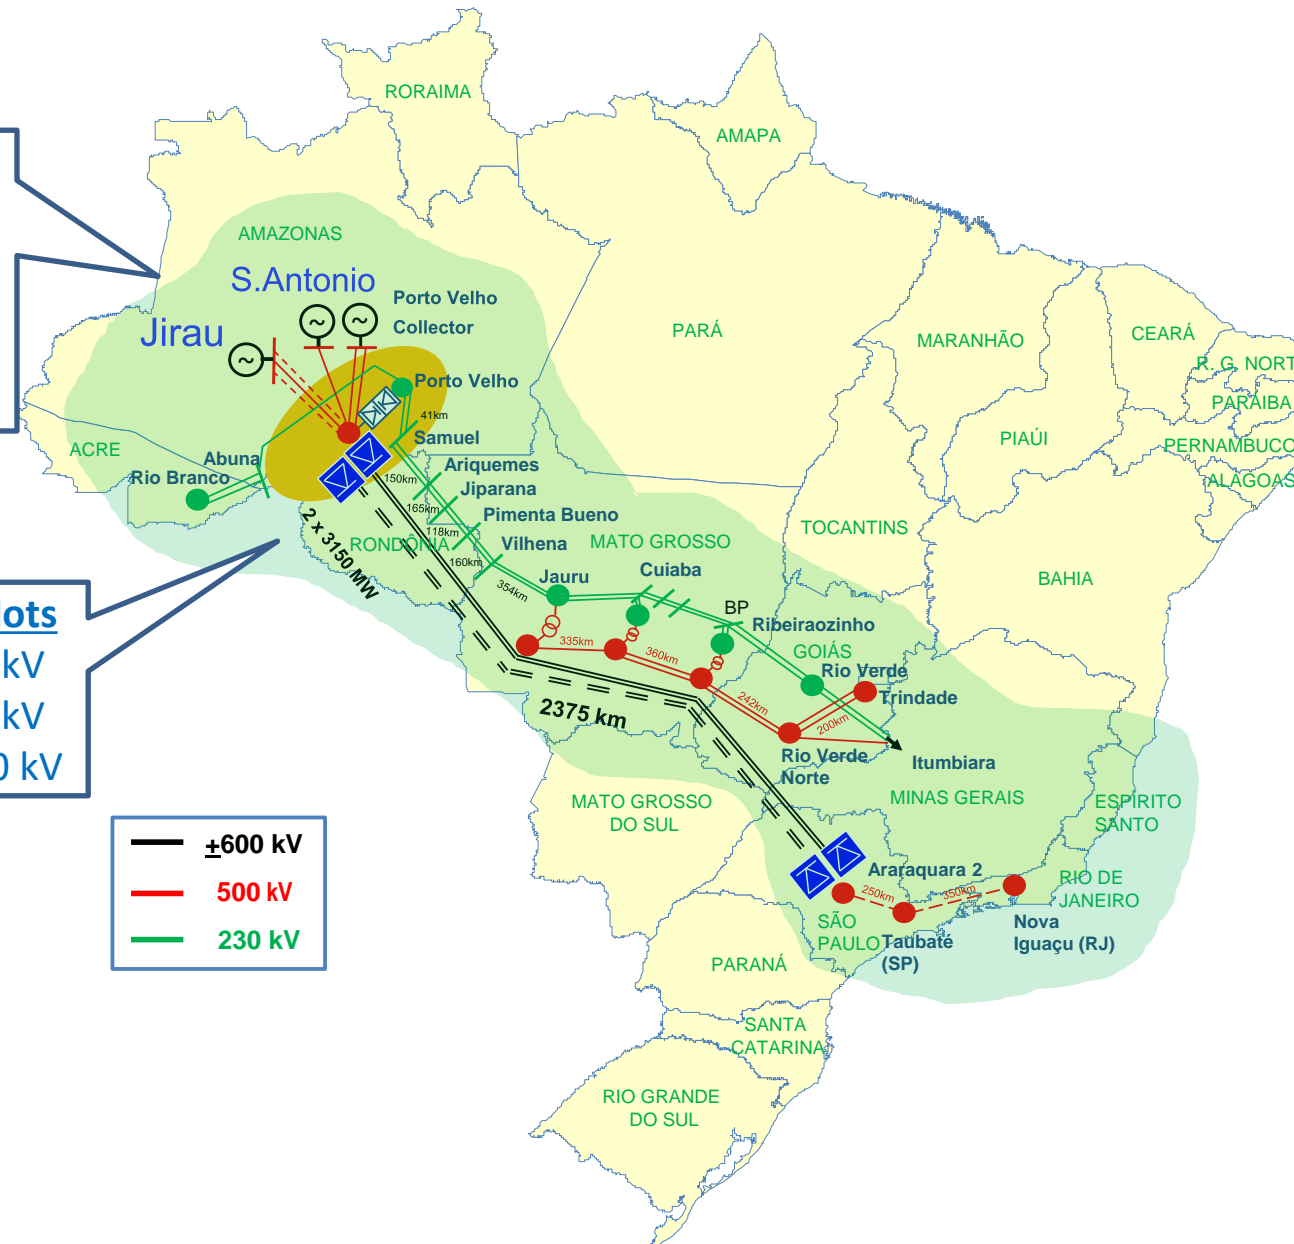 RORAIMA
AMAPA
AMAZONAS
S.Antonio
Porto Velho
Collector
Jirau
PARÁ
MARANHÃO
CEARÁ
R. G. NORT
PARAIBA
PIAUÍ
PERNAMBUCO
ALAGOAS
Porto Velho
41km
Samuel
ACRE
Abuna
Rio Branco
150km
Ariquemes
Jiparana
165km
Pimenta Bueno
118km
RONDÔNIA
Vilhena
160km
2 x 3150 MW
MATO GROSSO
TOCANTINS
BAHIA
354km
Jauru
Cuiaba
BP
Ribeiraozinho
335km
360km
GOIÁS
Rio Verde
Trindade
242km
200km
2375 km
Rio Verde
Norte
Itumbiara
lots
kV
kV
0 kV
MATO GROSSO
DO SUL
MINAS GERAIS
ESPÍRITO
SANTO
±600 kV
500 kV
230 kV
Araraquara 2
250km
350km
RIO DE
JANEIRO
SÃO
PAULO
Taubaté
(SP)
Nova
Iguaçu (RJ)
PARANÁ
SANTA
CATARINA
RIO GRANDE
DO SUL